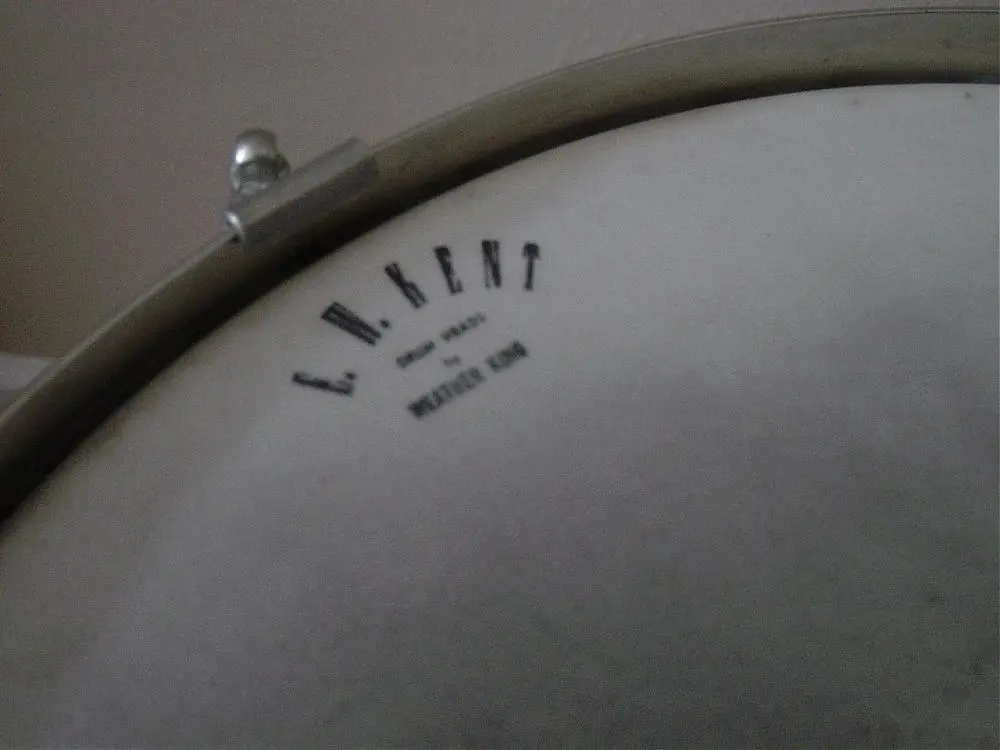 E. W. KENT
DRUM HEADS
by
WEATHER KING